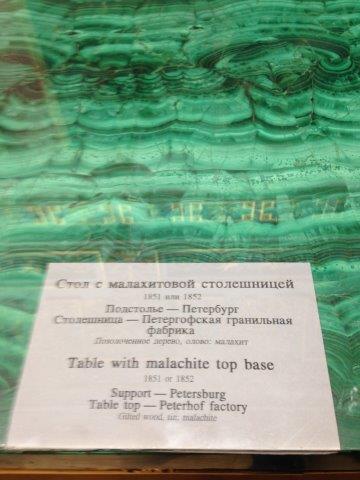 Стол с малахитовой столешницей
1851 или 1852
Подстолье — Петербург
Столешница — Петергофская гранильная
фабрика
Позолоченное дерево, олово: малахит
Table with malachite top base
1851 or 1852
Support — Petersburg
Table top — Peterhof factory
Gilted wood, tin; malachite